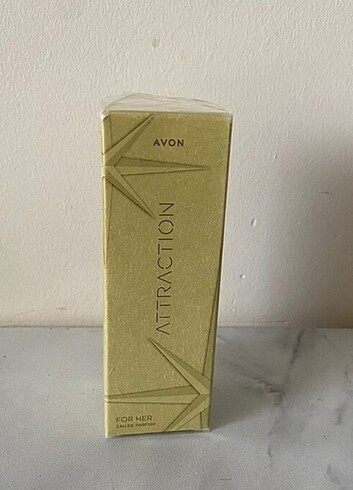 AVON
ATTRACTION
FOR HER
EAU DE PARFUM